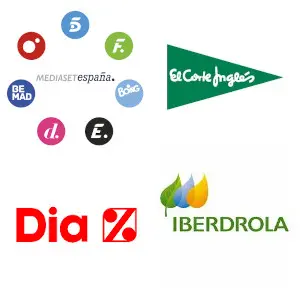 5
F.
MEDIASETespaña.
BE
MAD
BOING
d.
E.
El Corte Inglés
Dia %
IBERDROLA